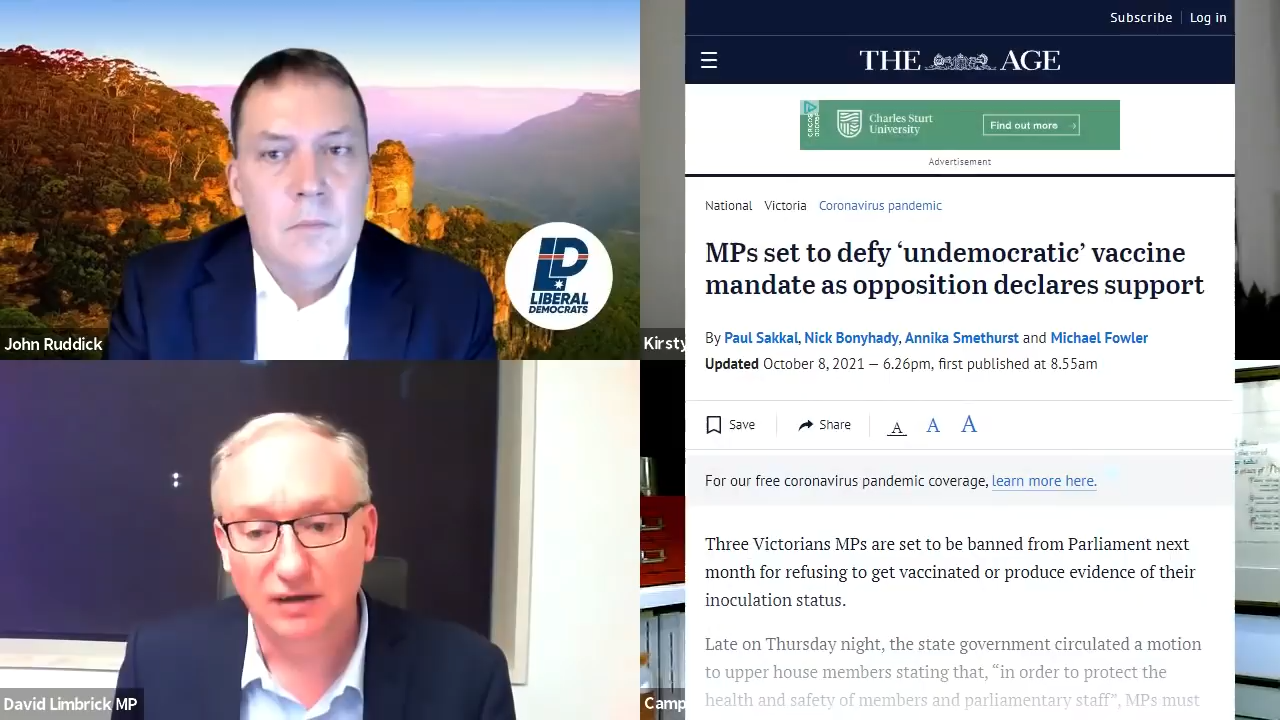 LIBERAL
DEMOCRATS
John Ruddick
David Limbrick MP
Kirsty
Camp
Subscribe
Log in
THE AGE
Charles Sturt
University
Find out more
Advertisement
National Victoria Coronavirus pandemic
MPs set to defy ‘undemocratic’ vaccine
mandate as opposition declares support
By Paul Sakkal, Nick Bonyhady, Annika Smethurst and Michael Fowler
Updated October 8, 2021 — 6.26pm, first published at 8.55am
Save
Share
A A A
For our free coronavirus pandemic coverage, learn more here.
Three Victorians MPs are set to be banned from Parliament next
month for refusing to get vaccinated or produce evidence of their
inoculation status.
Late on Thursday night, the state government circulated a motion
to upper house members stating that, “in order to protect the
health and safety of members and parliamentary staff”, MPs must